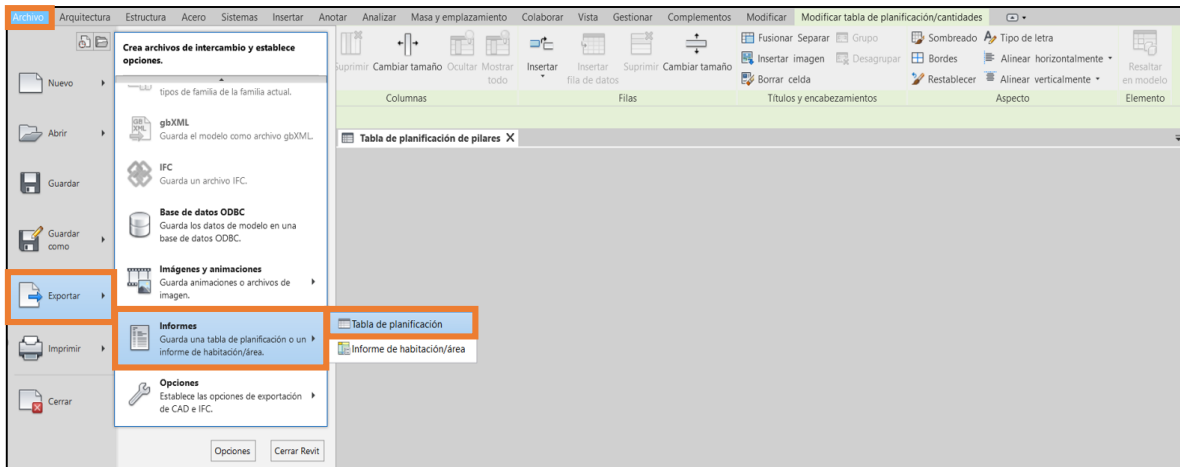 Archivo Arquitectura Estructura Acero Sistemas Insertar Anotar Analizar Masa y emplazamiento Colaborar Vista Gestionar Complementos Modificar Modificar tabla de planificación/cantidades
Nuevo
Abrir
Guardar
Guardar
como
Exportar
Imprimir
Cerrar
Crea archivos de intercambio y establece
opciones.
tipos de familia de la familia actual.
gbXML
Guarda el modelo como archivo gbXML.
IFC
Guarda un archivo IFC.
Base de datos ODBC
Guarda los datos de modelo en una
base de datos ODBC.
Imágenes y animaciones
Guarda animaciones o archivos de
imagen.
Informes
Guarda una tabla de planificación o un
informe de habitación/área.
Opciones
Establece las opciones de exportación
de CAD e IFC.
Opciones Cerrar Revit
Tabla de planificación
Informe de habitación/área
uprimir Cambiar tamaño Ocultar Mostrar
todo
Columnas
Insertar Insertar
fila de datos
Suprimir Cambiar tamaño
Filas
Fusionar Separar Grupo
Insertar imagen Desagrupar
Borrar celda
Títulos y encabezamientos
Sombreado Tipo de letra
Bordes Alinear horizontalmente
Restablecer Alinear verticalmente
Aspecto
Resaltar
en modelo
Elemento
Tabla de planificación de pilares X